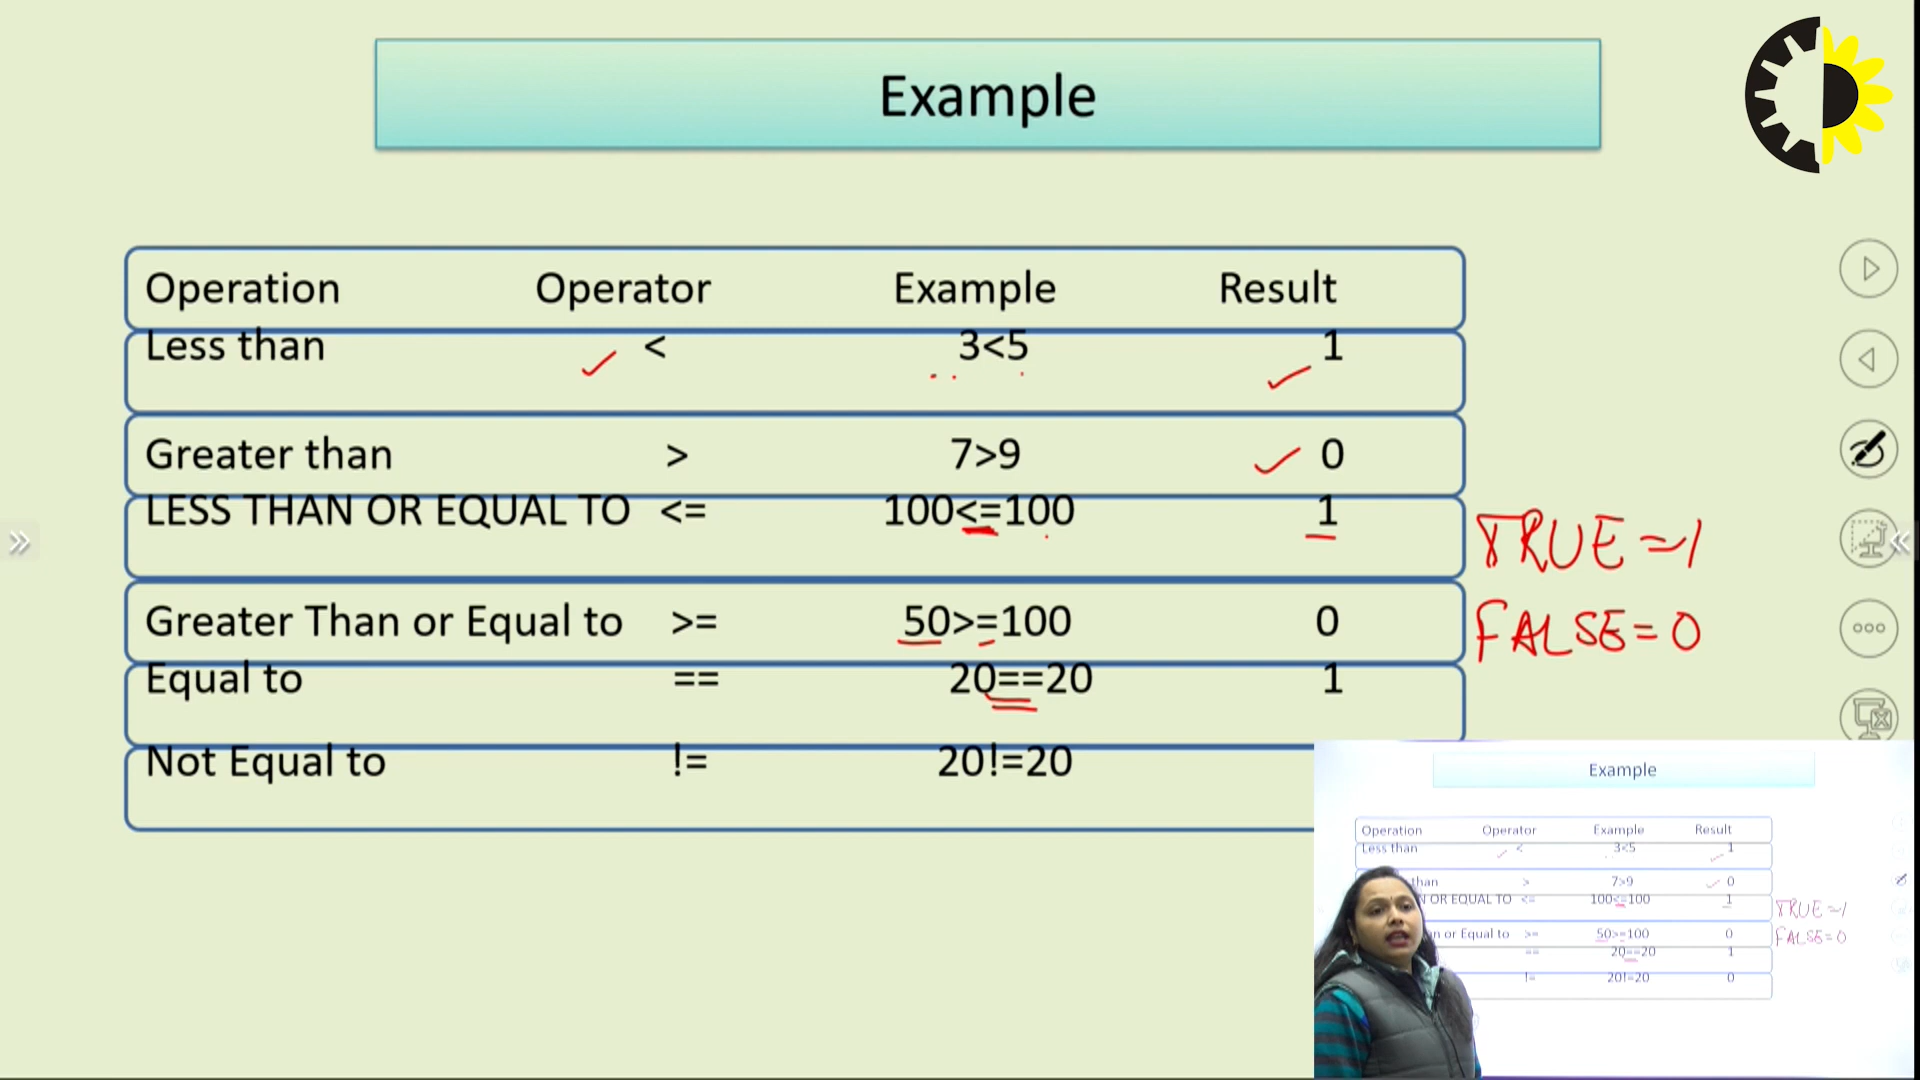 Example
Operation Operator Example Result
Less than < 3<5 1
Greater than > 7>9 0
LESS THAN OR EQUAL TO <= 100<=100 1
TRUE=1
Greater Than or Equal to >= 50>=100 0
FALSE=0
Equal to == 20==20 1
Not Equal to != 20!=20
Example
Operation Operator Example Result
Less than < 3<5 1
than > 7>9 0
OR EQUAL TO <= 100<=100 1
TRUE=1
n or Equal to >= 50>=100 0
FALSE=0
== 20==20 1
!= 20!=20 0